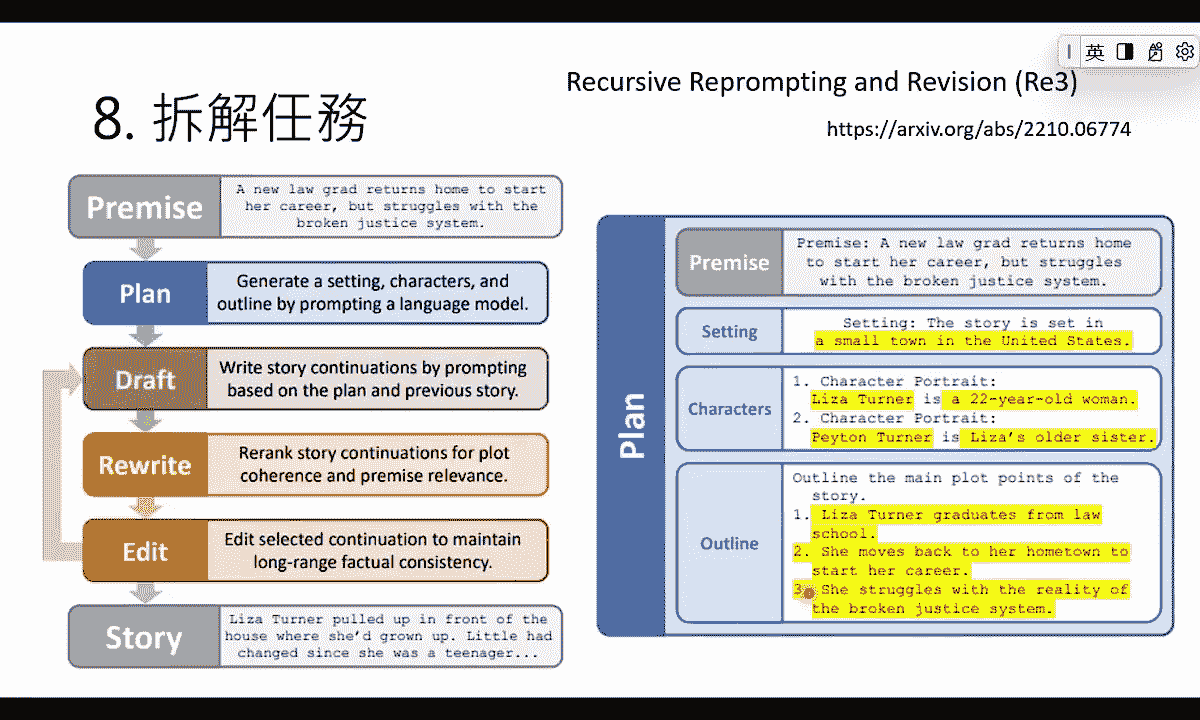 英
Recursive Reprompting and Revision (Re3)
8. 拆解任務
https://arxiv.org/abs/2210.06774
Premise
A new law grad returns home to start
her career, but struggles with the
broken justice system.
Plan
Generate a setting, characters, and
outline by prompting a language model.
Draft
Write story continuations by prompting
based on the plan and previous story.
Rewrite
Rerank story continuations for plot
coherence and premise relevance.
Edit
Edit selected continuation to maintain
long-range factual consistency.
Story
Liza Turner pulled up in front of the
house where she’d grown up. Little had
changed since she was a teenager...
Plan
Premise
Premise: A new law grad returns home
to start her career, but struggles
with the broken justice system.
Setting
Setting: The story is set in
a small town in the United States.
Characters
1. Character Portrait:
Liza Turner is a 22-year-old woman.
2. Character Portrait:
Peyton Turner is Liza’s older sister.
Outline
Outline the main plot points of the
story.
1. Liza Turner graduates from law
school.
2. She moves back to her hometown to
start her career.
3. She struggles with the reality of
the broken justice system.